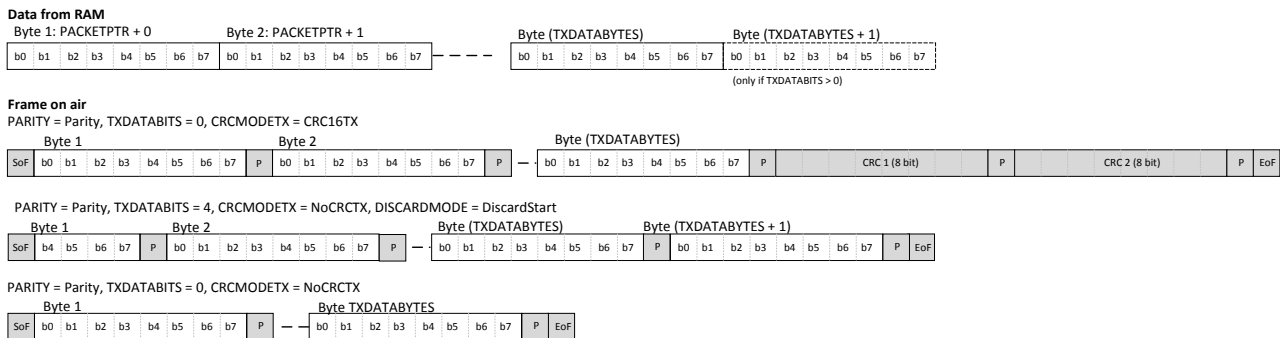 Data from RAM
Byte 1: PACKETPTR + 0 Byte 2: PACKETPTR + 1 Byte (TXDATABYTES) Byte (TXDATABYTES + 1)
b0 b1 b2 b3 b4 b5 b6 b7 b0 b1 b2 b3 b4 b5 b6 b7 b0 b1 b2 b3 b4 b5 b6 b7 b0 b1 b2 b3 b4 b5 b6 b7
(only if TXDATABITS > 0)
Frame on air
PARITY = Parity, TXDATABITS = 0, CRCMODETX = CRC16TX
Byte 1 Byte 2 Byte (TXDATABYTES)
SoF b0 b1 b2 b3 b4 b5 b6 b7 P b0 b1 b2 b3 b4 b5 b6 b7 P b0 b1 b2 b3 b4 b5 b6 b7 P CRC 1 (8 bit) P CRC 2 (8 bit) P EoF
PARITY = Parity, TXDATABITS = 4, CRCMODETX = NoCRCTX, DISCARDMODE = DiscardStart
Byte 1 Byte 2 Byte (TXDATABYTES) Byte (TXDATABYTES + 1)
SoF b4 b5 b6 b7 P b0 b1 b2 b3 b4 b5 b6 b7 P b0 b1 b2 b3 b4 b5 b6 b7 P b0 b1 b2 b3 b4 b5 b6 b7 P EoF
PARITY = Parity, TXDATABITS = 0, CRCMODETX = NoCRCTX
Byte 1 Byte TXDATABYTES
SoF b0 b1 b2 b3 b4 b5 b6 b7 P b0 b1 b2 b3 b4 b5 b6 b7 P EoF